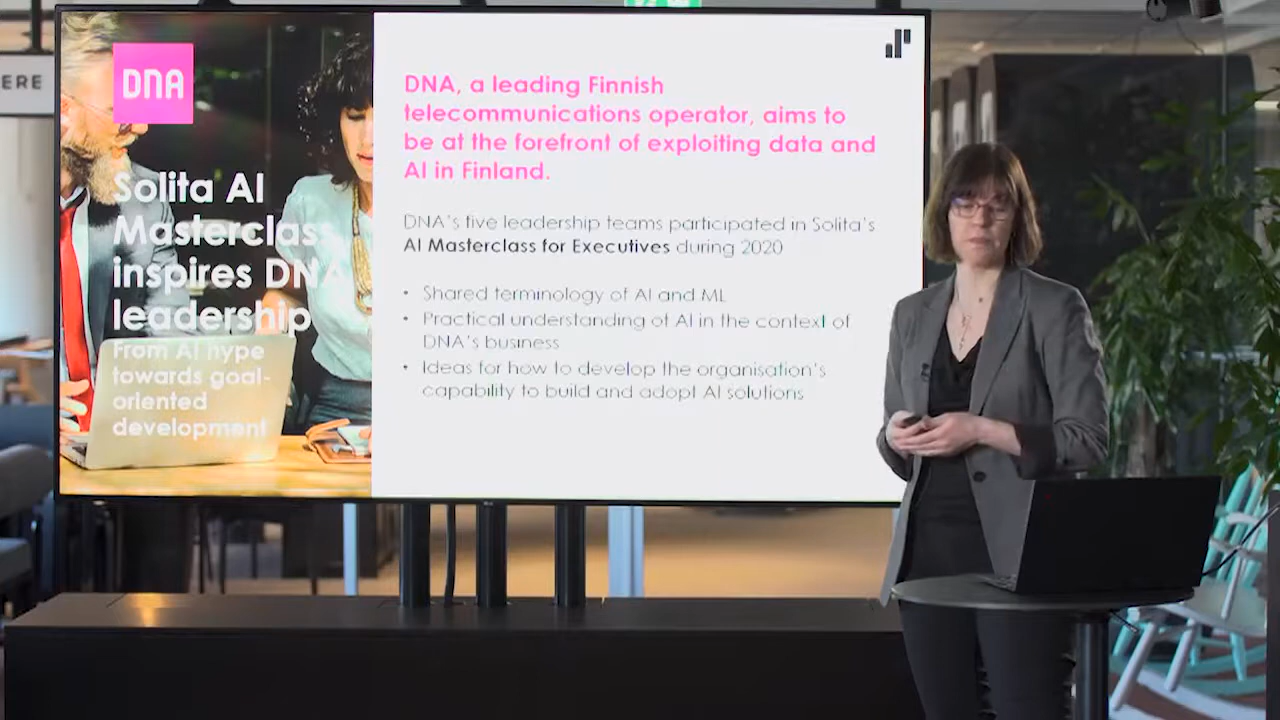 ERE
DNA
Solita AI
Masterclass
inspires DNA
leadership
From AI hype
towards goal-
oriented
development
DNA, a leading Finnish
telecommunications operator, aims to
be at the forefront of exploiting data and
AI in Finland.
DNA's five leadership teams participated in Solita's
AI Masterclass for Executives during 2020
• Shared terminology of AI and ML
• Practical understanding of AI in the context of
DNA's business
• Ideas for how to develop the organisation's
capability to build and adopt AI solutions